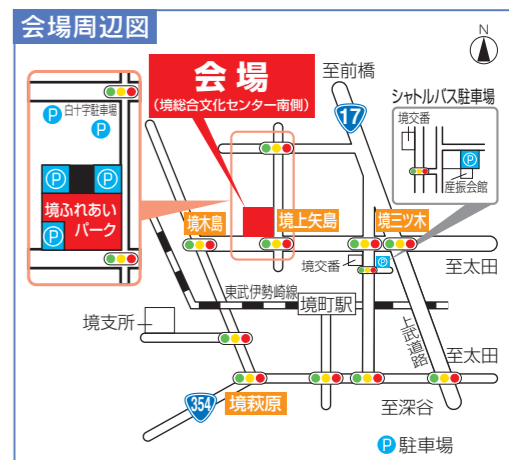 会場周辺図
N
会場
(境総合文化センター南側)
至前橋
17
シャトルバス駐車場
境交番
P
産振会館
P
白十字駐車場
P
P
P
境ふれあい
パーク
P
境木島
境上矢島
境三ツ木
境交番
P
至太田
東武伊勢崎線
境町駅
境支所
上武道路
至太田
354
境萩原
至深谷
P駐車場